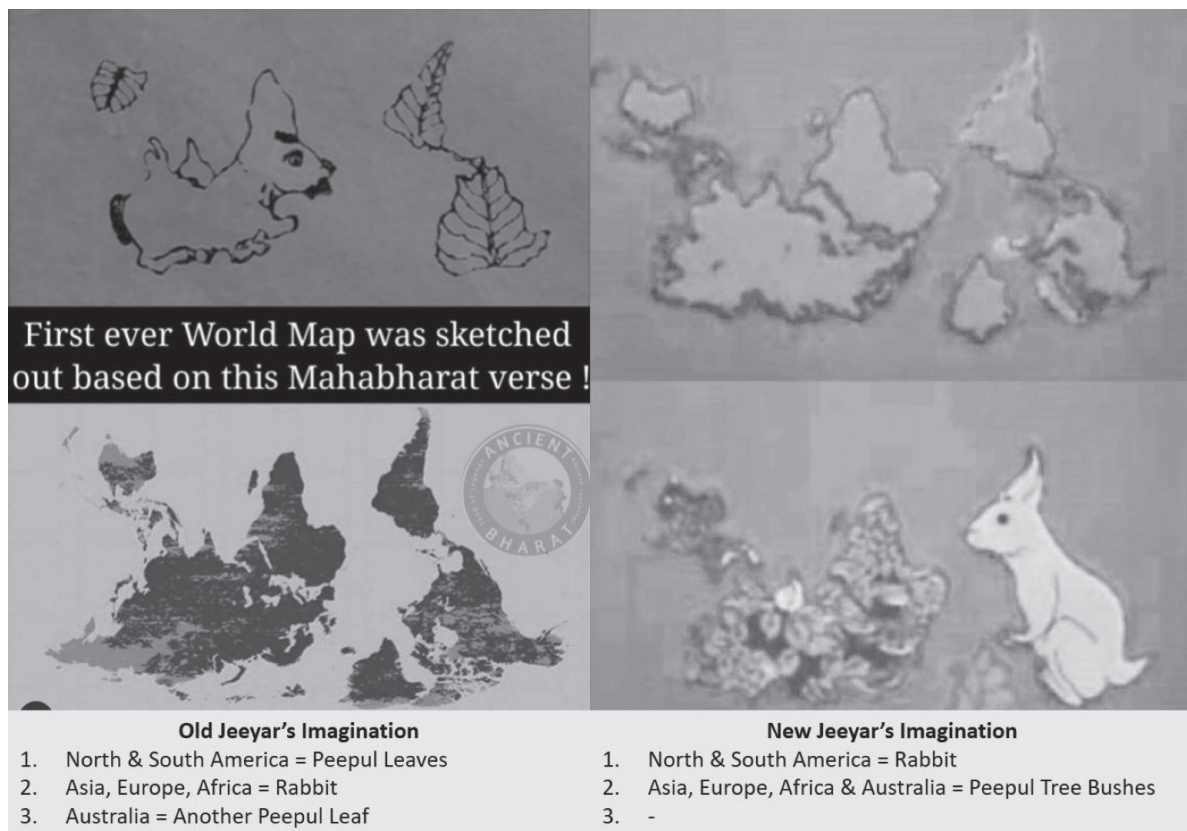 First ever World Map was sketched
out based on this Mahabharat verse !
ANCIENT
BHARAT
Old Jeeyar’s Imagination
1. North & South America = Peepul Leaves
2. Asia, Europe, Africa = Rabbit
3. Australia = Another Peepul Leaf
New Jeeyar’s Imagination
1. North & South America = Rabbit
2. Asia, Europe, Africa & Australia = Peepul Tree Bushes
3. -